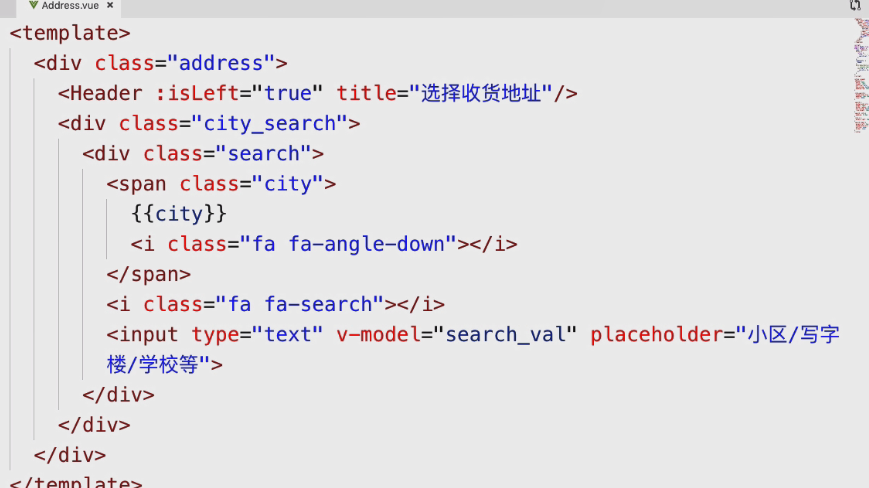 Address.vue ×
<template>
<div class="address">
<Header :isLeft="true" title="选择收货地址"/>
<div class="city_search">
<div class="search">
<span class="city">
{{city}}
<i class="fa fa-angle-down"></i>
</span>
<i class="fa fa-search"></i>
<input type="text" v-model="search_val" placeholder="小区/写字
楼/学校等">
</div>
</div>
</div>
</template>